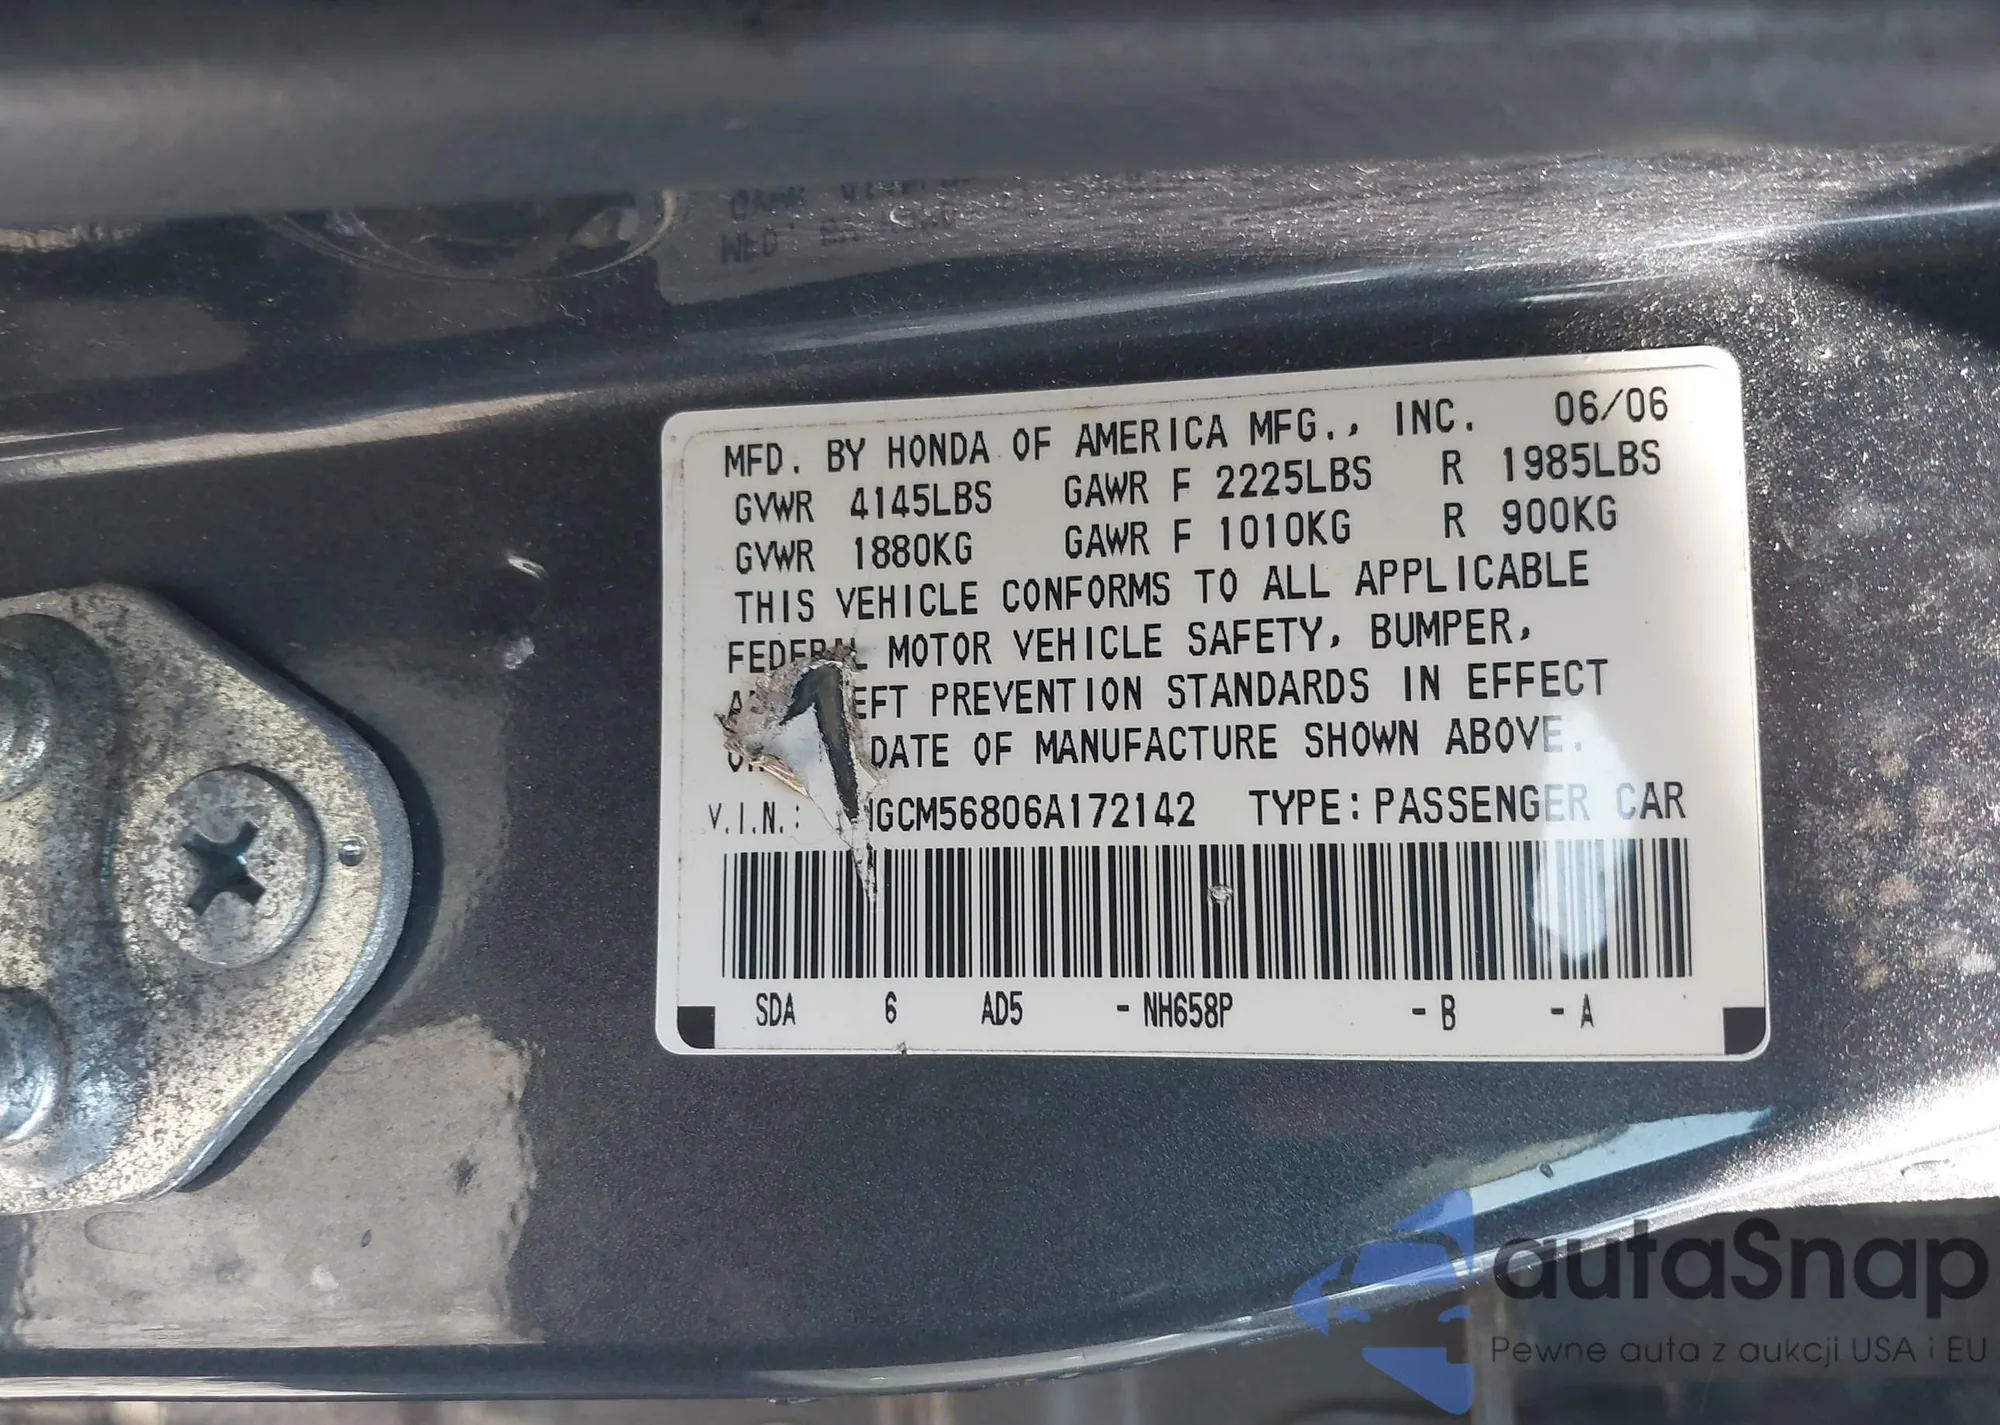 MFD. BY HONDA OF AMERICA MFG., INC. 06/06
GVWR 4145LBS GAWR F 2225LBS R 1985LBS
GVWR 1880KG GAWR F 1010KG R 900KG
THIS VEHICLE CONFORMS TO ALL APPLICABLE
FEDERAL MOTOR VEHICLE SAFETY, BUMPER,
PREVENTION STANDARDS IN EFFECT
DATE OF MANUFACTURE SHOWN ABOVE.
V.I.N.: GCM56806A172142 TYPE: PASSENGER CAR
SDA 6 AD5 - NH658P - B - A
autaSnap
Pewne auta z aukcji USA i EU